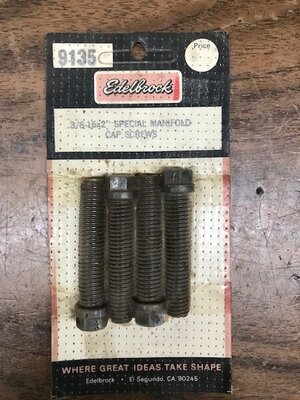 9135
Price
Edelbrock
3/8-16x2" SPECIAL MANIFOLD
CAP SCREWS
WHERE GREAT IDEAS TAKE SHAPE
Edelbrock • El Segundo, CA 90245